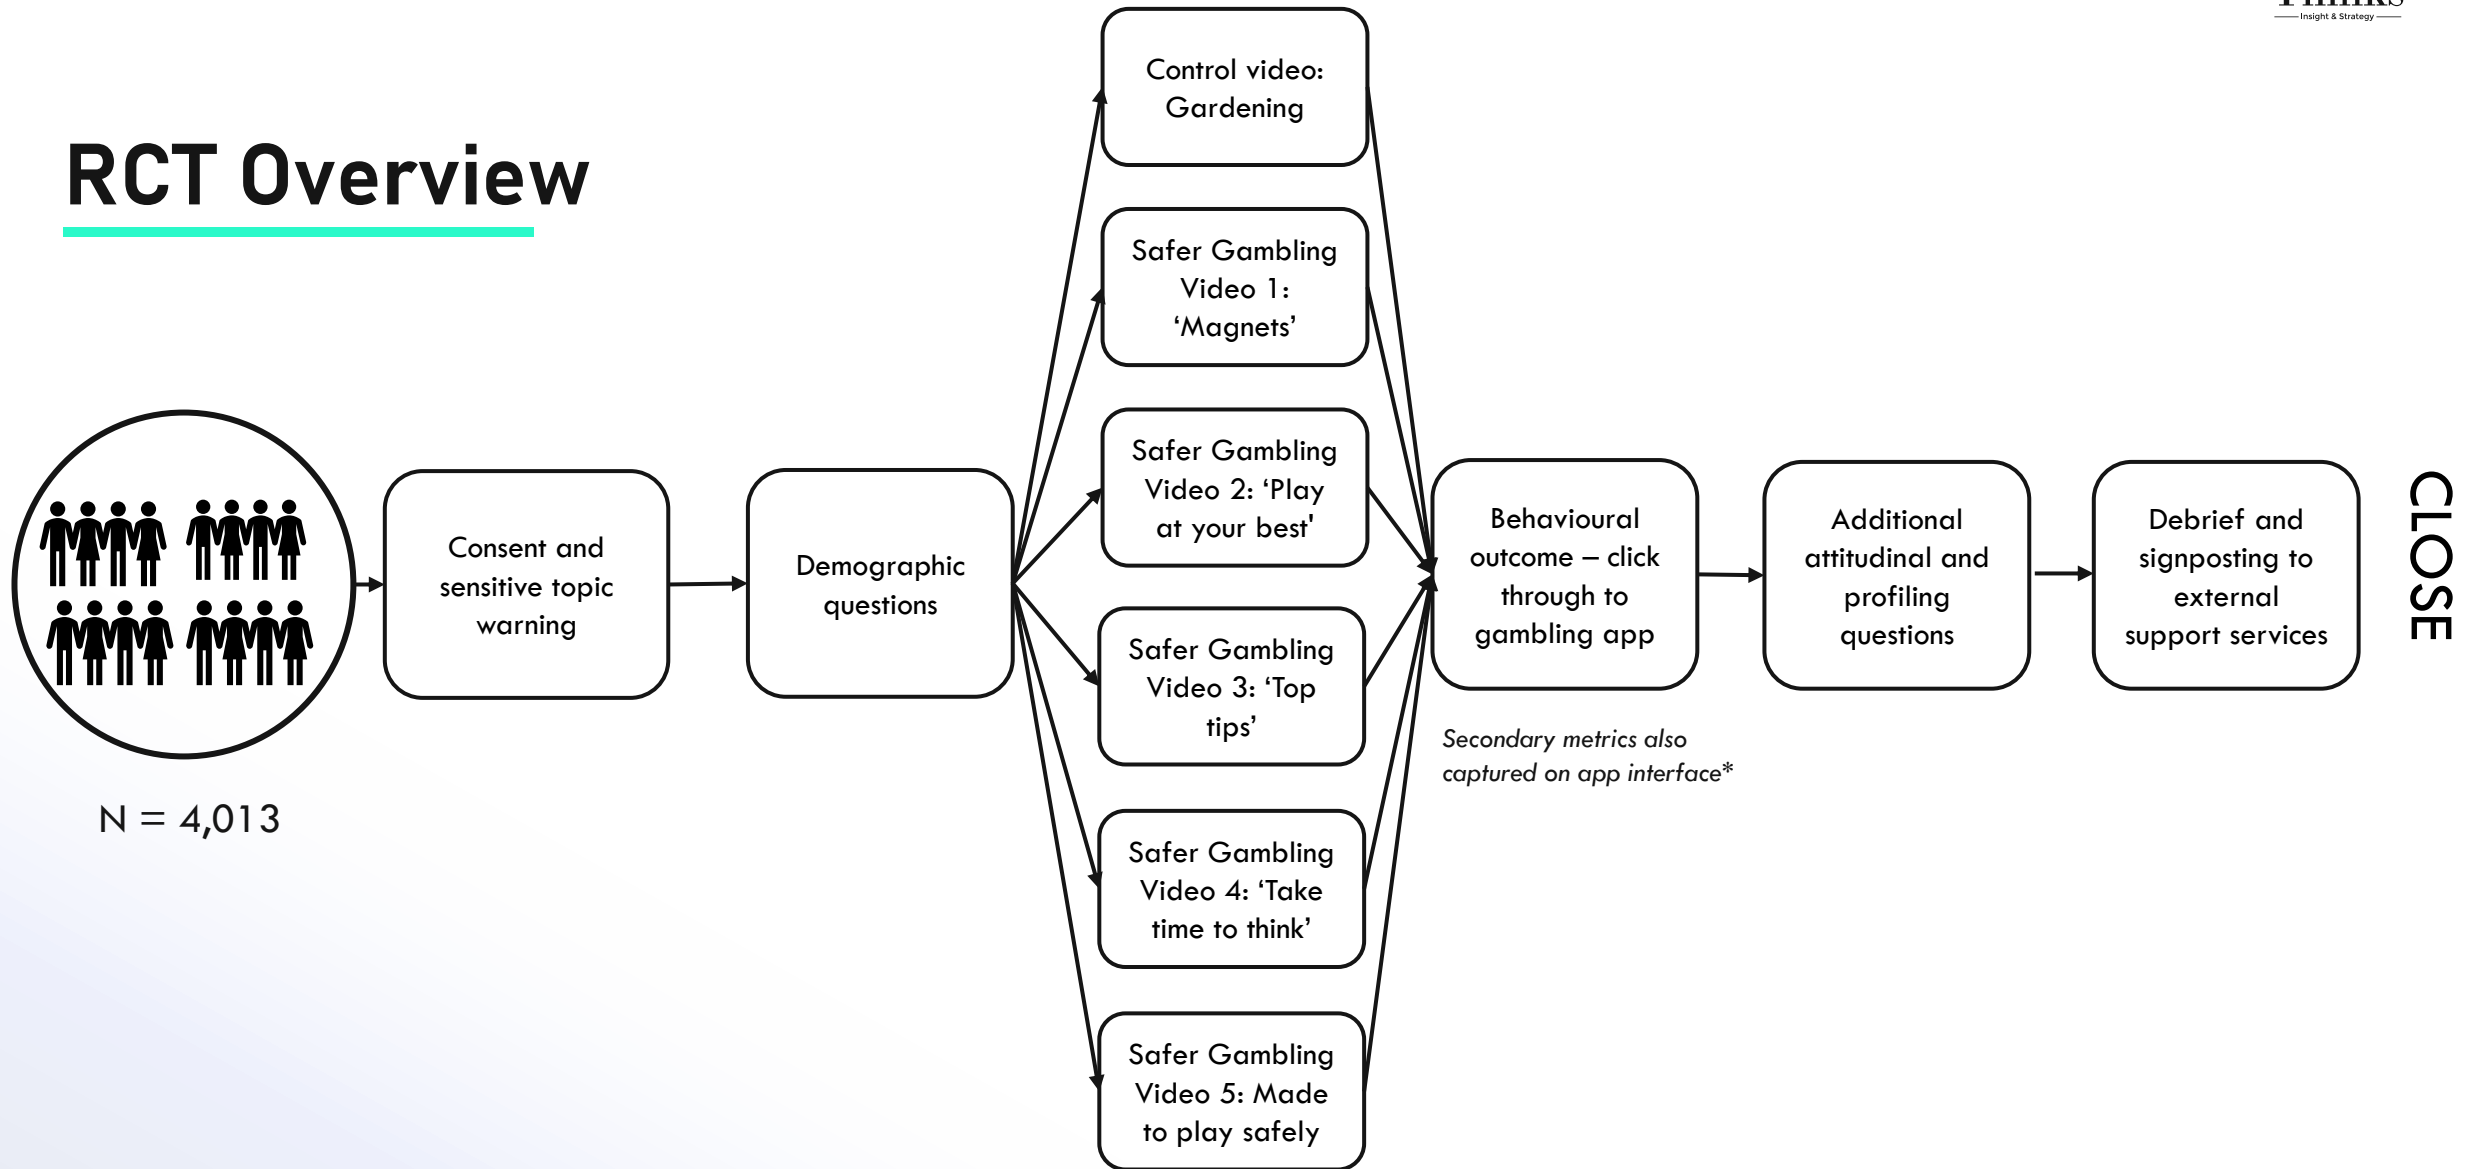 Insight & Strategy
RCT Overview
N = 4,013
Consent and
sensitive topic
warning
Demographic
questions
Control video:
Gardening
Safer Gambling
Video 1:
‘Magnets’
Safer Gambling
Video 2: ‘Play
at your best'
Safer Gambling
Video 3: ‘Top
tips’
Safer Gambling
Video 4: ‘Take
time to think’
Safer Gambling
Video 5: Made
to play safely
Behavioural
outcome – click
through to
gambling app
Secondary metrics also
captured on app interface*
Additional
attitudinal and
profiling
questions
Debrief and
signposting to
external
support services
CLOSE